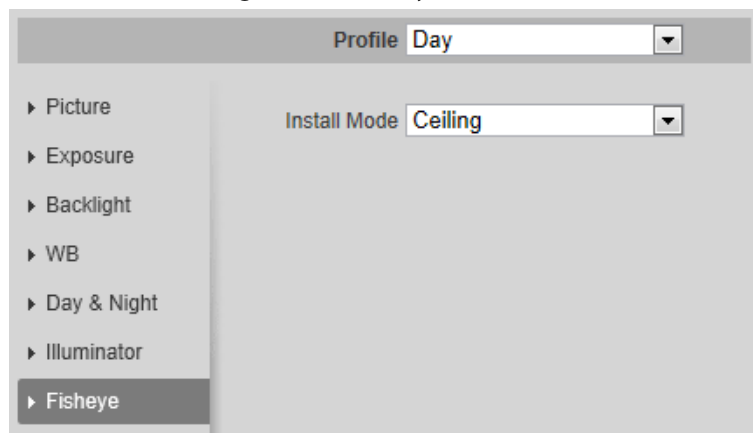 Profile Day
Picture
Install Mode Ceiling
Exposure
Backlight
WB
Day & Night
Illuminator
Fisheye